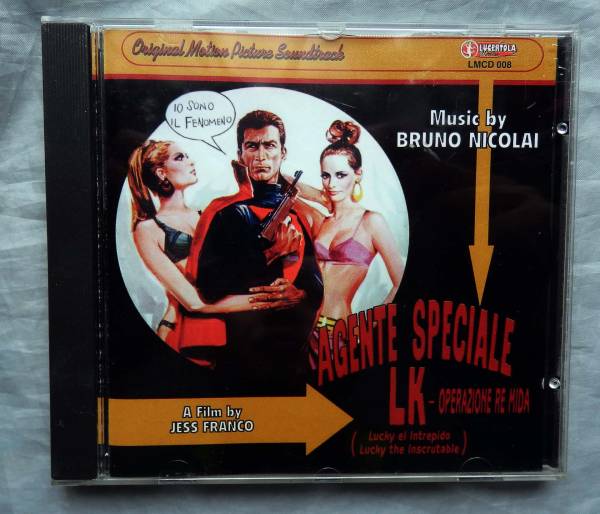 Original Motion Picture Soundtrack
LUCERTOLA
LMCD 008
IO SONO
IL FENOMENO
Music by
BRUNO NICOLAI
AGENTE SPECIALE
LK - OPERAZIONE RE MIDA
(Lucky el Intrepido
Lucky the Inscrutable)
A Film by
JESS FRANCO